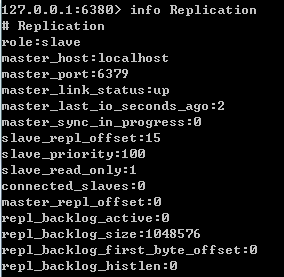 127.0.0.1:6380> info Replication
# Replication
role:slave
master_host:localhost
master_port:6379
master_link_status:up
master_last_io_seconds_ago:2
master_sync_in_progress:0
slave_repl_offset:15
slave_priority:100
slave_read_only:1
connected_slaves:0
master_repl_offset:0
repl_backlog_active:0
repl_backlog_size:1048576
repl_backlog_first_byte_offset:0
repl_backlog_histlen:0